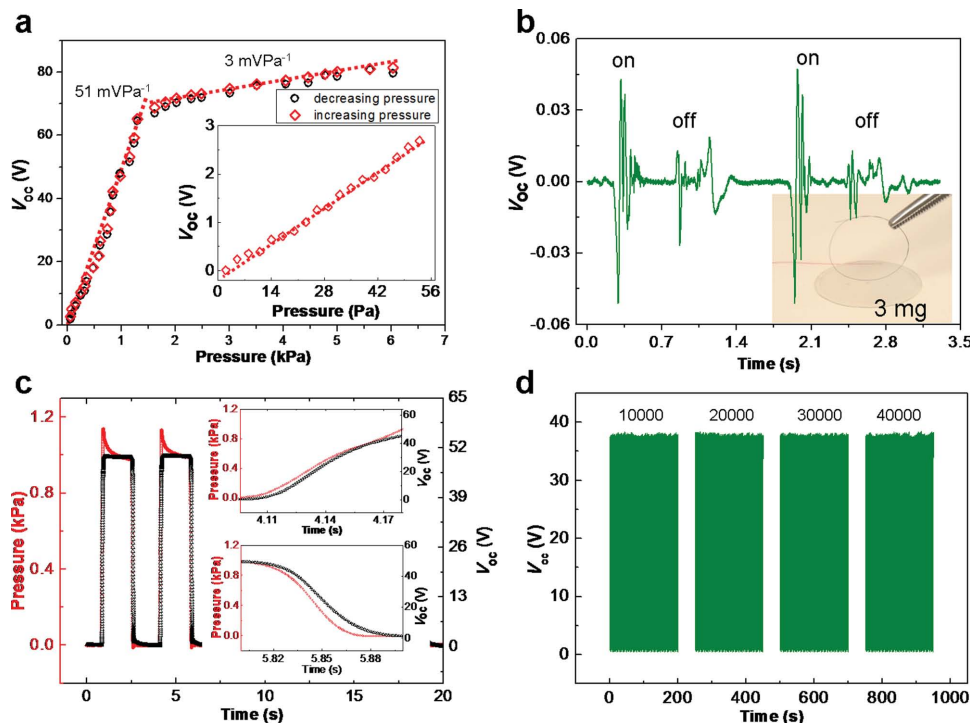 a
80
60
40
20
0
V_oc (V)
51 mVPa⁻¹
3 mVPa⁻¹
decreasing pressure
increasing pressure
3
2
1
0
V_oc (V)
0 14 28 42 56
Pressure (Pa)
0 1 2 3 4 5 6 7
Pressure (kPa)
b
0.06
0.03
0.00
-0.03
-0.06
V_oc (V)
on
off
on
off
3 mg
0.0 0.7 1.4 2.1 2.8 3.5
Time (s)
c
1.2
1.0
0.8
0.6
0.4
0.2
0.0
Pressure (kPa)
65
52
39
26
13
0
V_oc (V)
1.2
0.8
0.4
0.0
Pressure (kPa)
60
40
20
0
V_oc (V)
4.11 4.14 4.17
Time (s)
1.2
0.8
0.4
0.0
Pressure (kPa)
60
40
20
0
V_oc (V)
5.82 5.85 5.88
Time (s)
0 5 10 15 20
Time (s)
d
40
30
20
10
0
V_oc (V)
10000 20000 30000 40000
0 200 400 600 800 1000
Time (s)